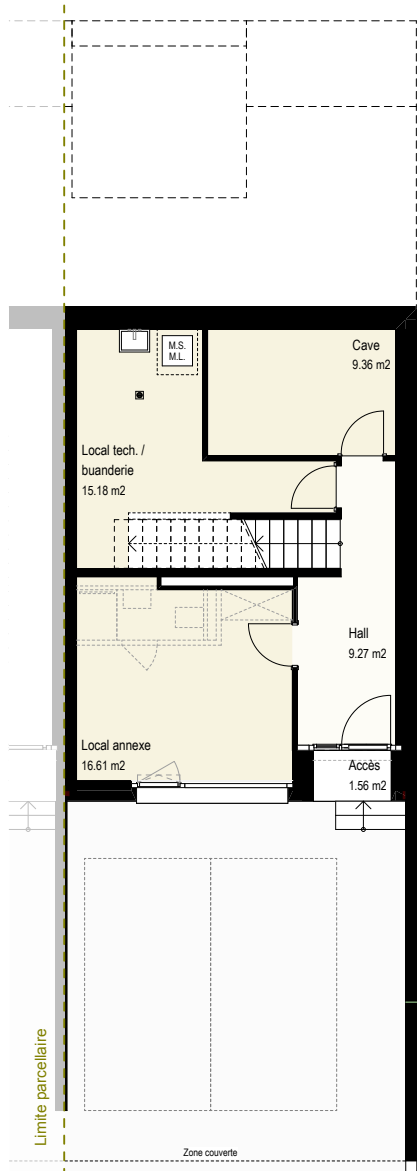 M.S.
M.L.
Cave
9.36 m2
Local tech. /
buanderie
15.18 m2
Hall
9.27 m2
Local annexe
16.61 m2
Accès
1.56 m2
Limite parcellaire
Zone couverte